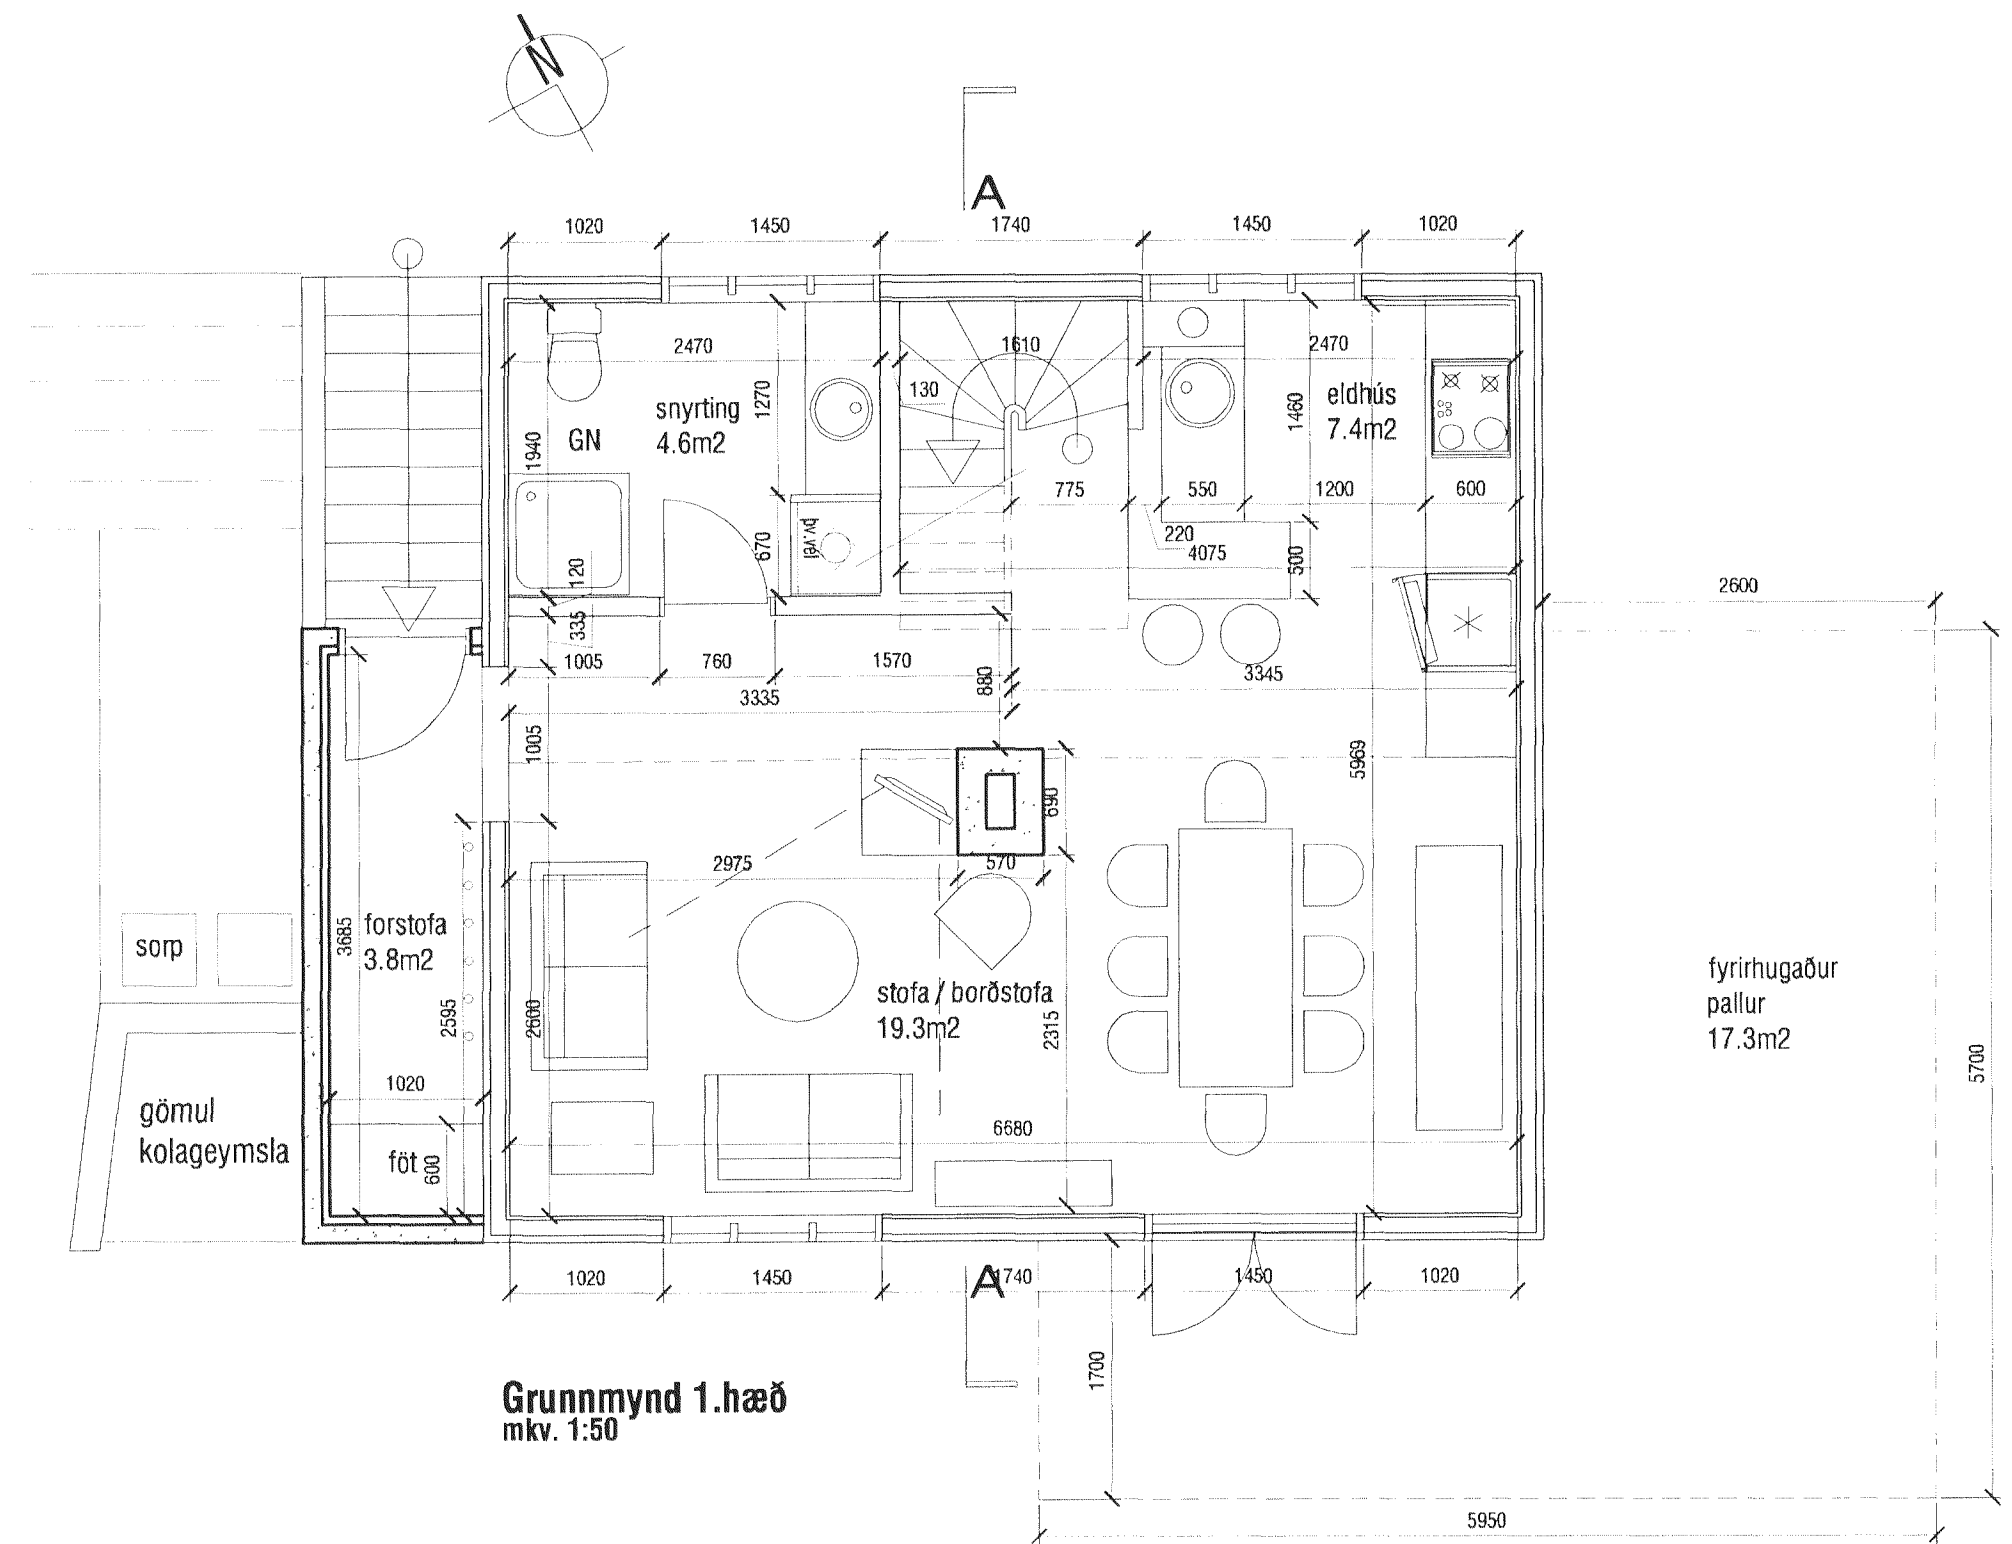 N
A
1020 1450 1740 1450 1020
2470 1610 2470
130
1270
1460
snyrting
4.6m2
eldhús
7.4m2
GN
1940
775 550 1200 600
220
4075
670
þv.vél
500
120
335
2600
1005 760 1570
880
3345
3335
1005
5969
690
2975
570
forstofa
3.8m2
3685
sorp
2595
2600
stofa / borðstofa
19.3m2
2315
fyrirhugaður
pallur
17.3m2
5700
1020
gömul
kolageymsla
föt
600
6680
1020 1450 1740 1450 1020
A
1700
Grunnmynd 1.hæð
mkv. 1:50
5950